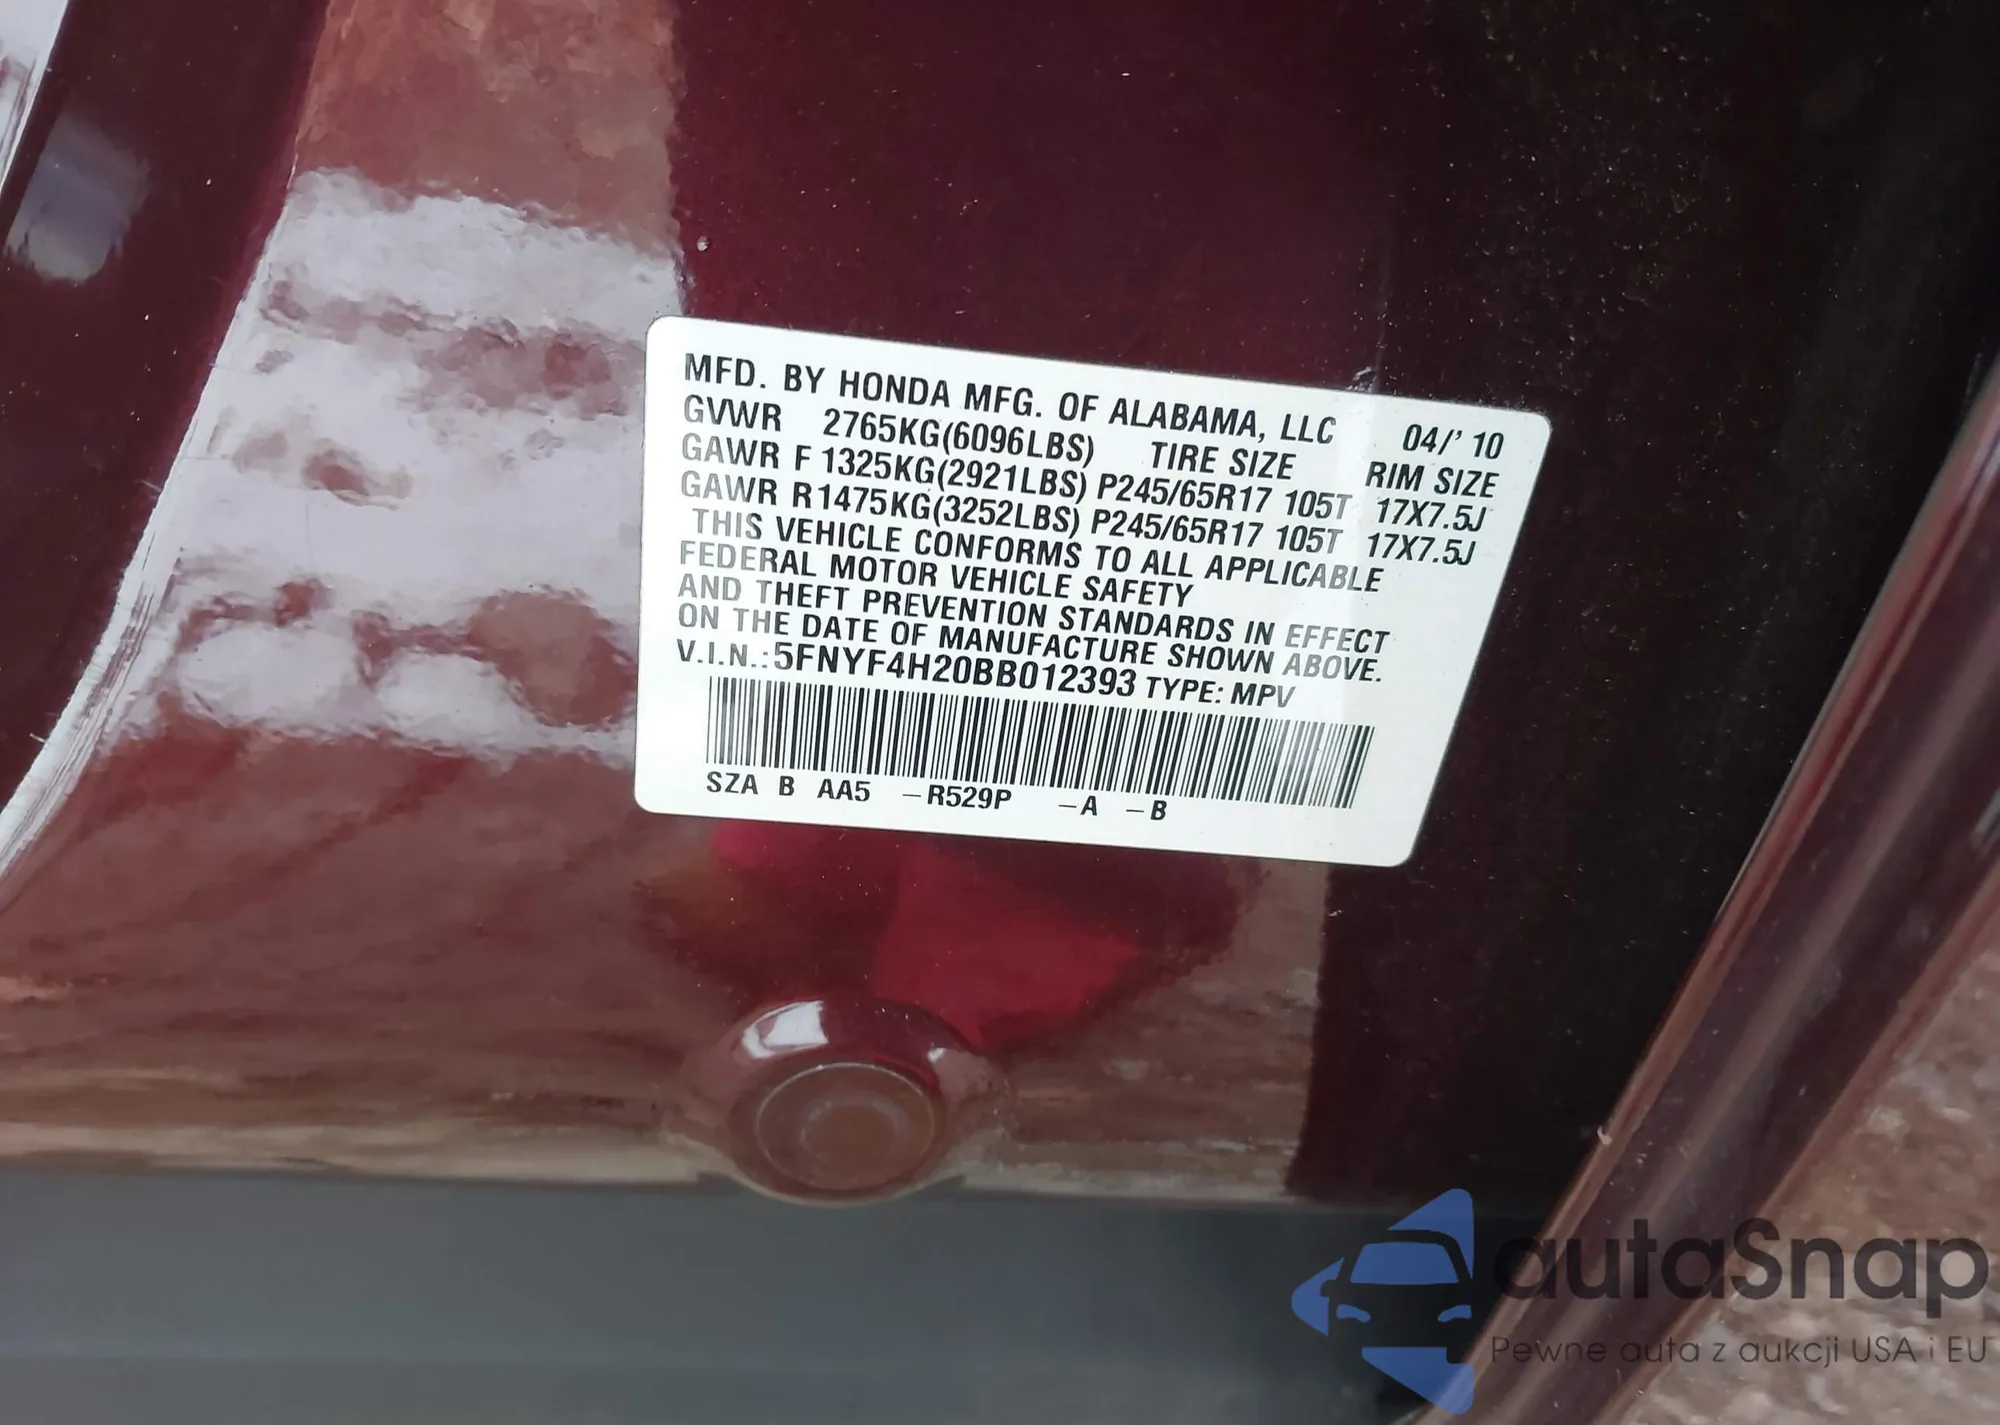 MFD. BY HONDA MFG. OF ALABAMA, LLC 04/' 10
GVWR 2765KG(6096LBS) TIRE SIZE RIM SIZE
GAWR F 1325KG(2921LBS) P245/65R17 105T 17X7.5J
GAWR R 1475KG(3252LBS) P245/65R17 105T 17X7.5J
THIS VEHICLE CONFORMS TO ALL APPLICABLE
FEDERAL MOTOR VEHICLE SAFETY
AND THEFT PREVENTION STANDARDS IN EFFECT
ON THE DATE OF MANUFACTURE SHOWN ABOVE.
V.I.N.: 5FNYF4H20BB012393 TYPE: MPV
SZA B AA5 –R529P –A –B
autaSnap
Pewne auta z aukcji USA i EU